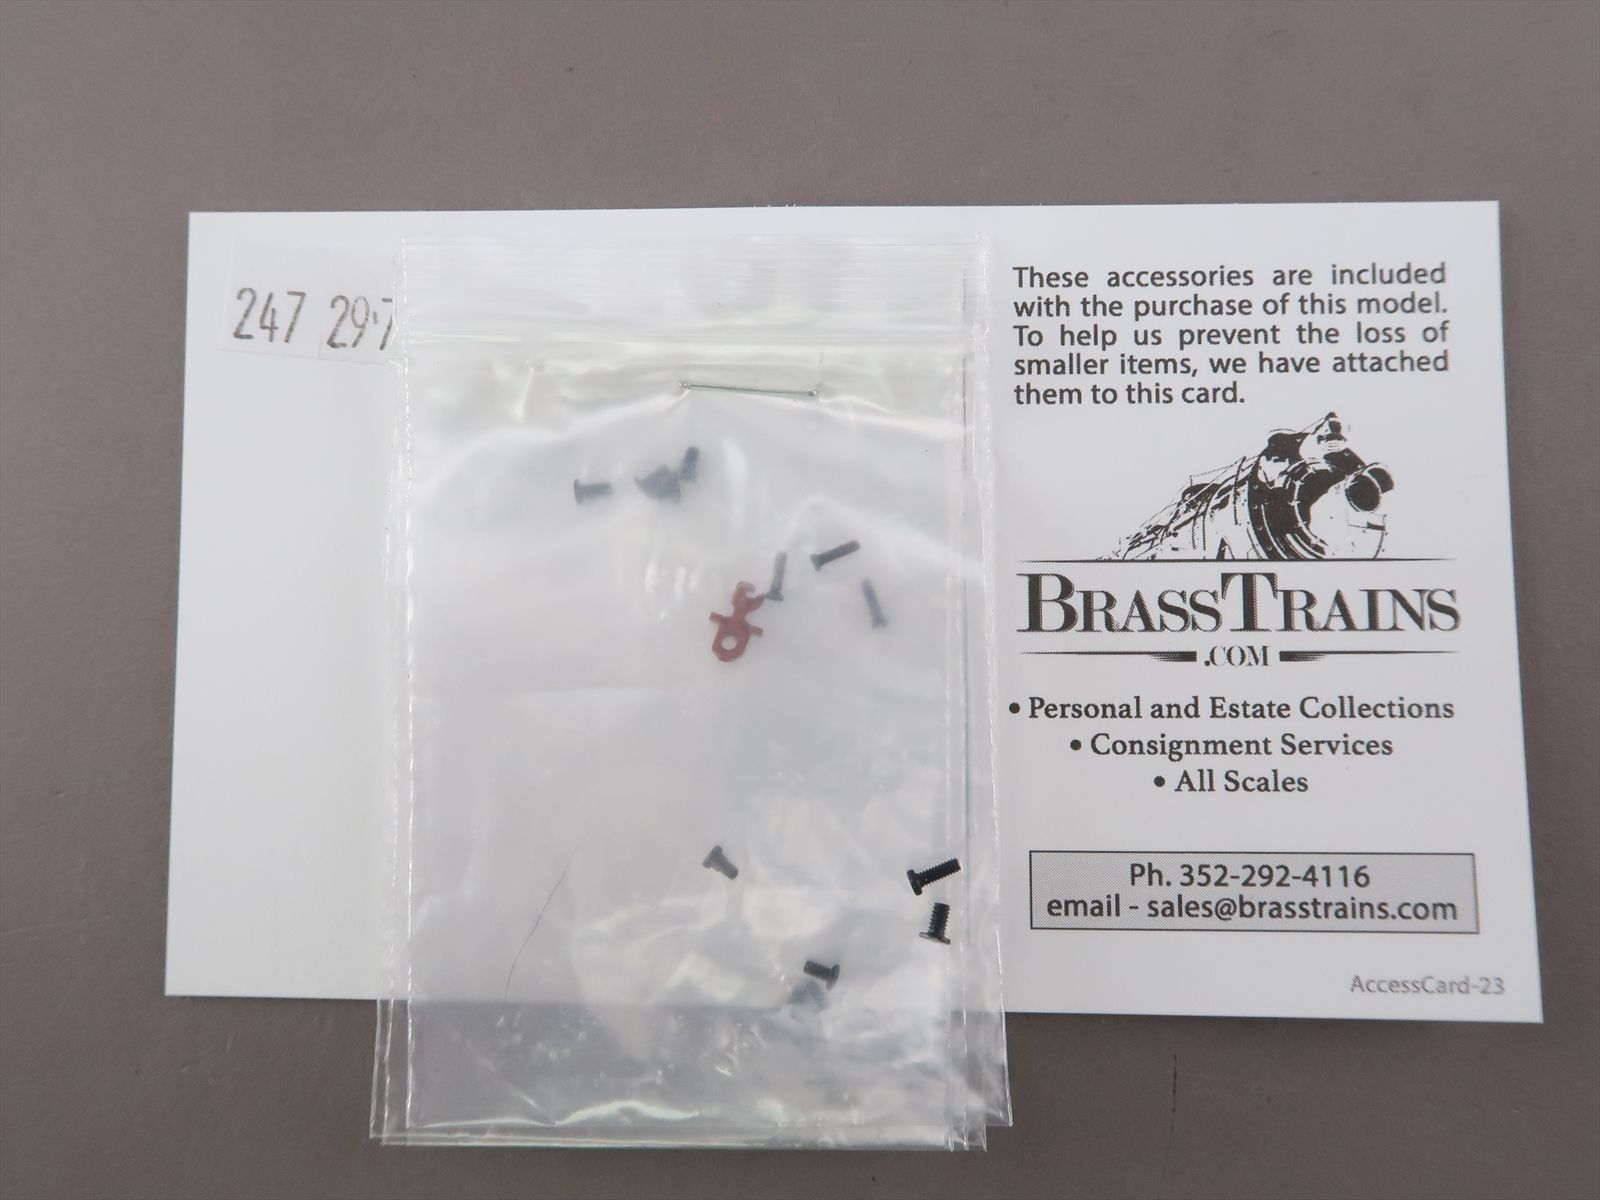 247 29.7
These accessories are included
with the purchase of this model.
To help us prevent the loss of
smaller items, we have attached
them to this card.
BRASSTRAINS
.COM
• Personal and Estate Collections
• Consignment Services
• All Scales
Ph. 352-292-4116
email - sales@brasstrains.com
AccessCard-23